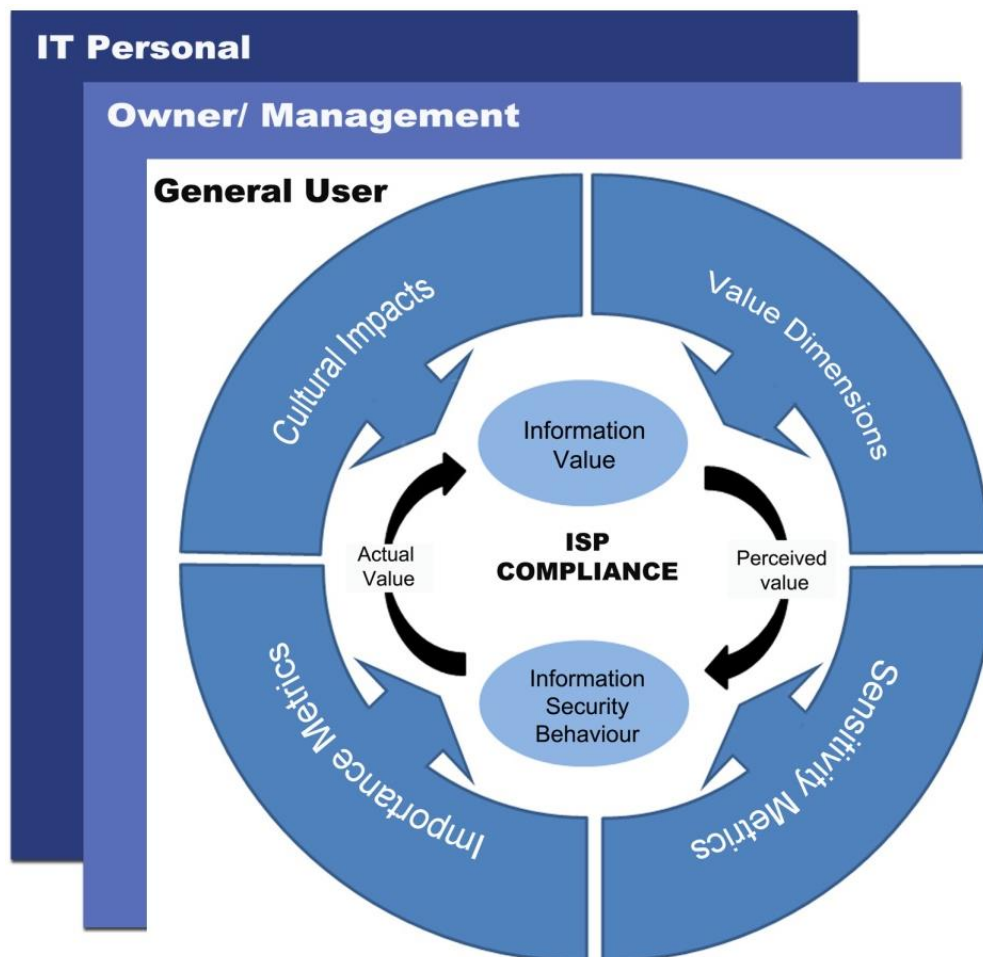 IT Personal
Owner/ Management
General User
Cultural Impacts
Value Dimensions
Information
Value
Actual
Value
ISP
COMPLIANCE
Perceived
value
Information
Security
Behaviour
Importance Metrics
Sensitivity Metrics